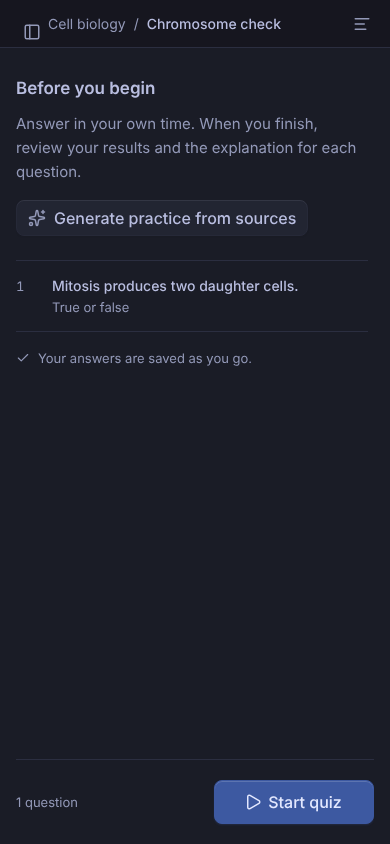 Cell biology / Chromosome check
Before you begin
Answer in your own time. When you finish,
review your results and the explanation for each
question.
Generate practice from sources
1 Mitosis produces two daughter cells.
True or false
Your answers are saved as you go.
1 question
Start quiz